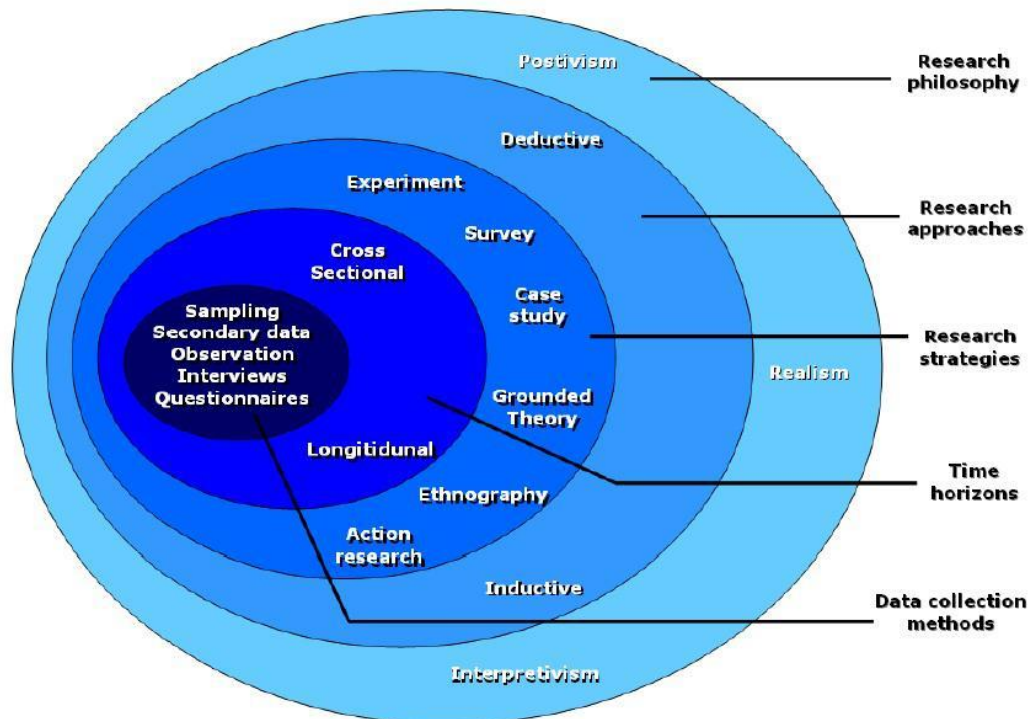 Postivism
Research
philosophy
Deductive
Experiment
Research
approaches
Survey
Cross
Sectional
Case
study
Sampling
Secondary data
Observation
Interviews
Questionnaires
Research
strategies
Realism
Grounded
Theory
Longitidunal
Time
horizons
Ethnography
Action
research
Inductive
Data collection
methods
Interpretivism